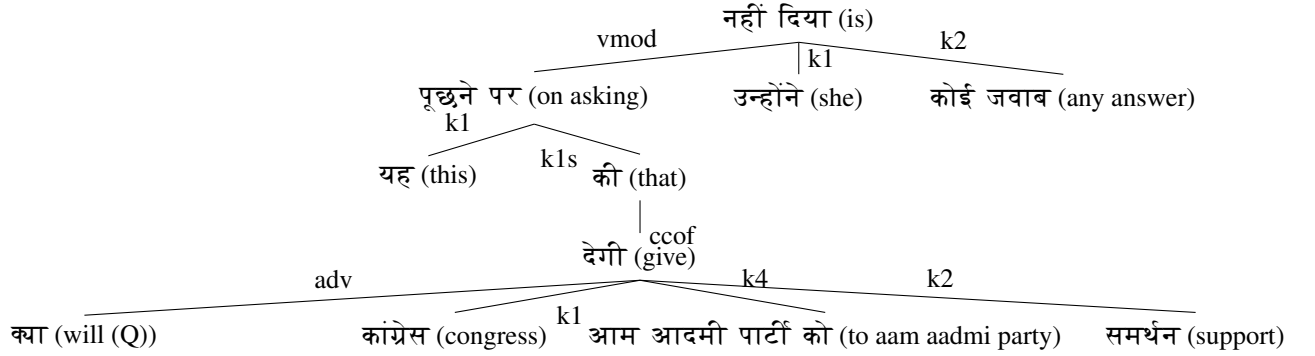 नहीं दिया (is)
vmod k1 k2
पूछने पर (on asking) उन्होंने (she) कोई जवाब (any answer)
k1 k1s
यह (this) की (that)
ccof
देगी (give)
adv k1 k4 k2
क्या (will (Q)) कांग्रेस (congress) आम आदमी पार्टी को (to aam aadmi party) समर्थन (support)